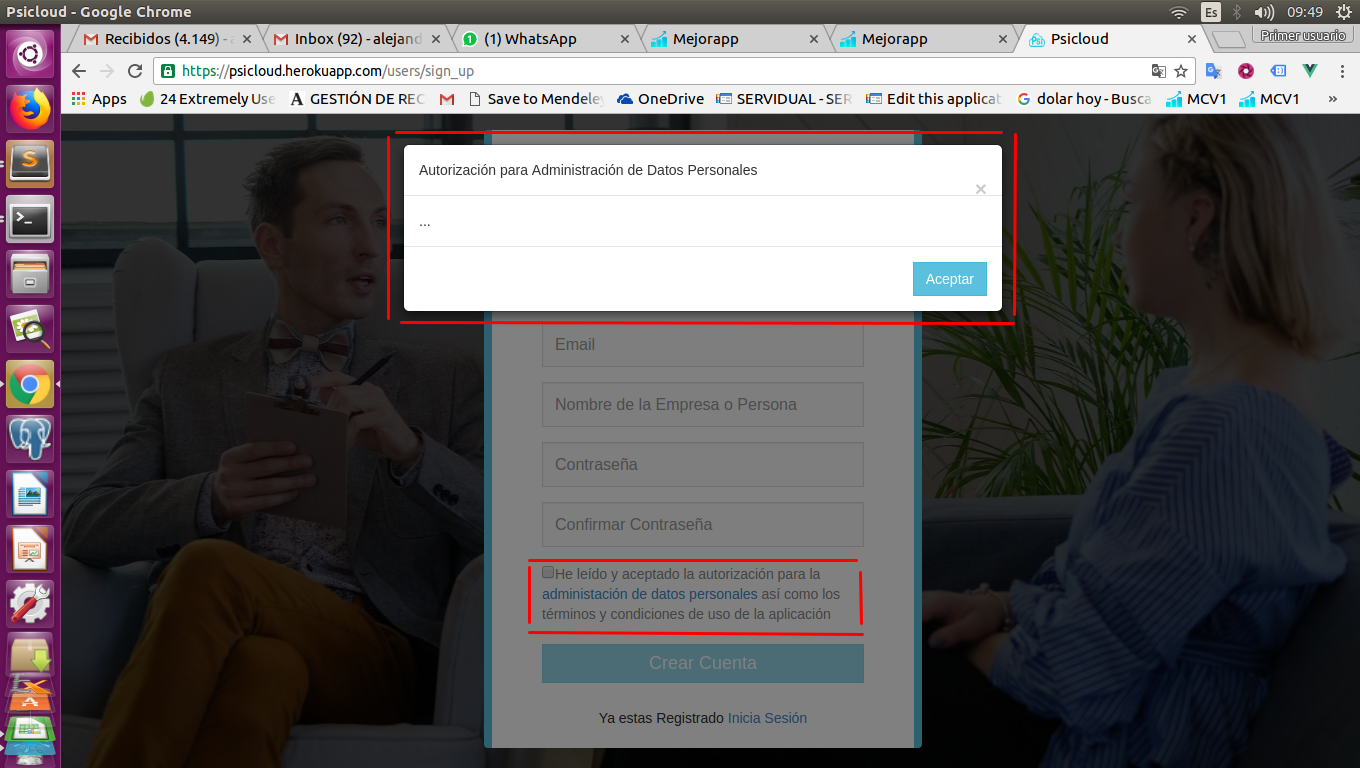 Psicloud - Google Chrome
Es
09:49
Recibidos (4.149) - a
Inbox (92) - alejand
(1) WhatsApp
Mejorapp
Mejorapp
Psicloud
Primer usuario
https://psicloud.herokuapp.com/users/sign_up
Apps
24 Extremely Use
GESTIÓN DE REC
Save to Mendeley
OneDrive
SERVIDUAL - SER
Edit this applicat
dolar hoy - Busca
MCV1
MCV1
»
Autorización para Administración de Datos Personales
×
...
Aceptar
Email
Nombre de la Empresa o Persona
Contraseña
Confirmar Contraseña
He leído y aceptado la autorización para la
administación de datos personales así como los
términos y condiciones de uso de la aplicación
Crear Cuenta
Ya estas Registrado Inicia Sesión